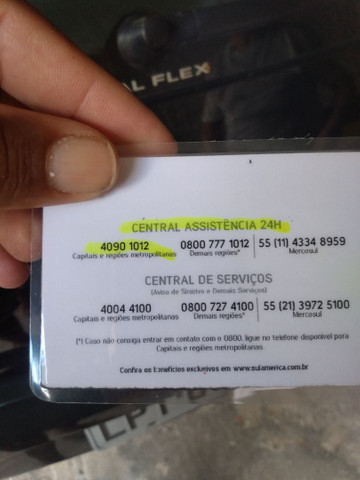 AL FLEX
CENTRAL ASSISTÊNCIA 24H
4090 1012 0800 777 1012 55 (11) 4334 8959
Capitais e regiões metropolitanas Demais regiões* Mercosul
CENTRAL DE SERVIÇOS
(Aviso de Sinistro e Demais Serviços)
4004 4100 0800 727 4100 55 (21) 3972 5100
Capitais e regiões metropolitanas Demais regiões* Mercosul
(*) Caso não consiga entrar em contato com o 0800, ligue no telefone disponível para
Capitais e regiões metropolitanas
Confira os benefícios exclusivos em www.sulamerica.com.br